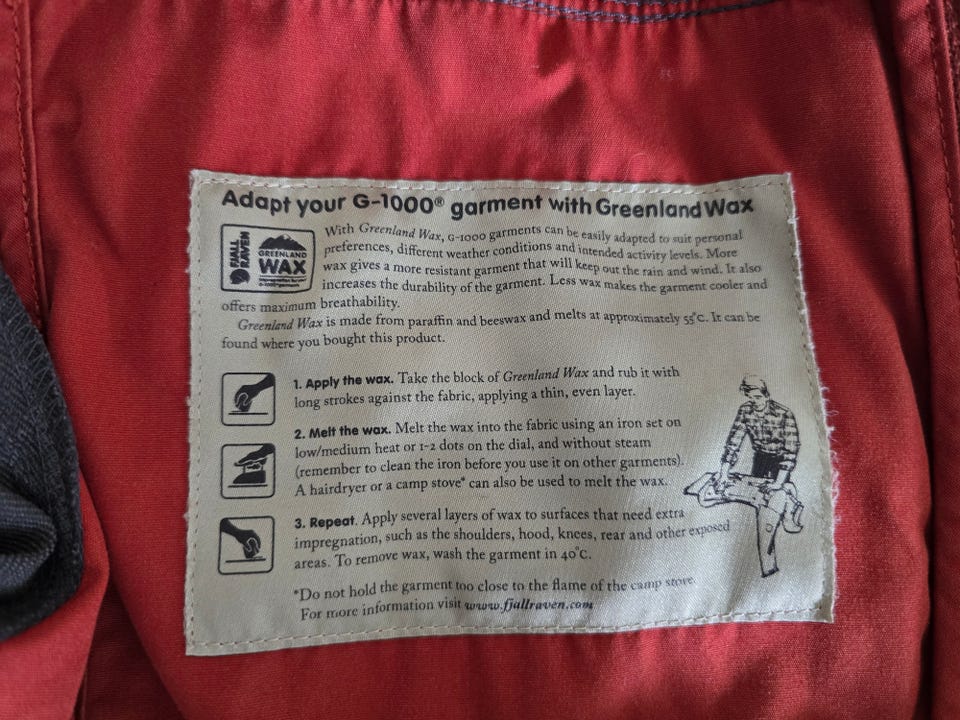 Adapt your G-1000® garment with Greenland Wax
FJÄLL
RÄVEN
GREENLAND
WAX
With Greenland Wax, G-1000 garments can be easily adapted to suit personal
preferences, different weather conditions and intended activity levels. More
wax gives a more resistant garment that will keep out the rain and wind. It also
increases the durability of the garment. Less wax makes the garment cooler and
offers maximum breathability.
Greenland Wax is made from paraffin and beeswax and melts at approximately 55°C. It can be
found where you bought this product.
1. Apply the wax. Take the block of Greenland Wax and rub it with
long strokes against the fabric, applying a thin, even layer.
2. Melt the wax. Melt the wax into the fabric using an iron set on
low/medium heat or 1-2 dots on the dial, and without steam
(remember to clean the iron before you use it on other garments).
A hairdryer or a camp stove* can also be used to melt the wax.
3. Repeat. Apply several layers of wax to surfaces that need extra
impregnation, such as the shoulders, hood, knees, rear and other exposed
areas. To remove wax, wash the garment in 40°C.
*Do not hold the garment too close to the flame of the camp stove.
For more information visit www.fjallraven.com